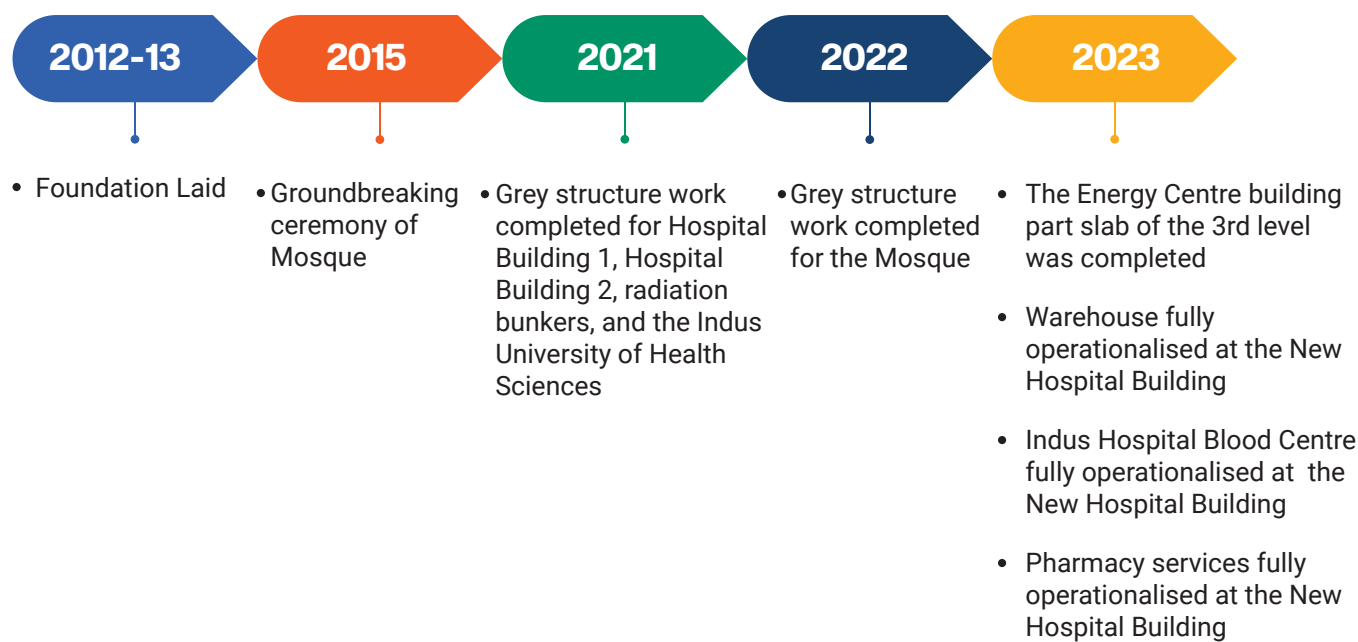 2012-13
2015
2021
2022
2023
• Foundation Laid
• Groundbreaking
ceremony of
Mosque
• Grey structure work
completed for Hospital
Building 1, Hospital
Building 2, radiation
bunkers, and the Indus
University of Health
Sciences
• Grey structure
work completed
for the Mosque
• The Energy Centre building
part slab of the 3rd level
was completed
• Warehouse fully
operationalised at the New
Hospital Building
• Indus Hospital Blood Centre
fully operationalised at the
New Hospital Building
• Pharmacy services fully
operationalised at the New
Hospital Building